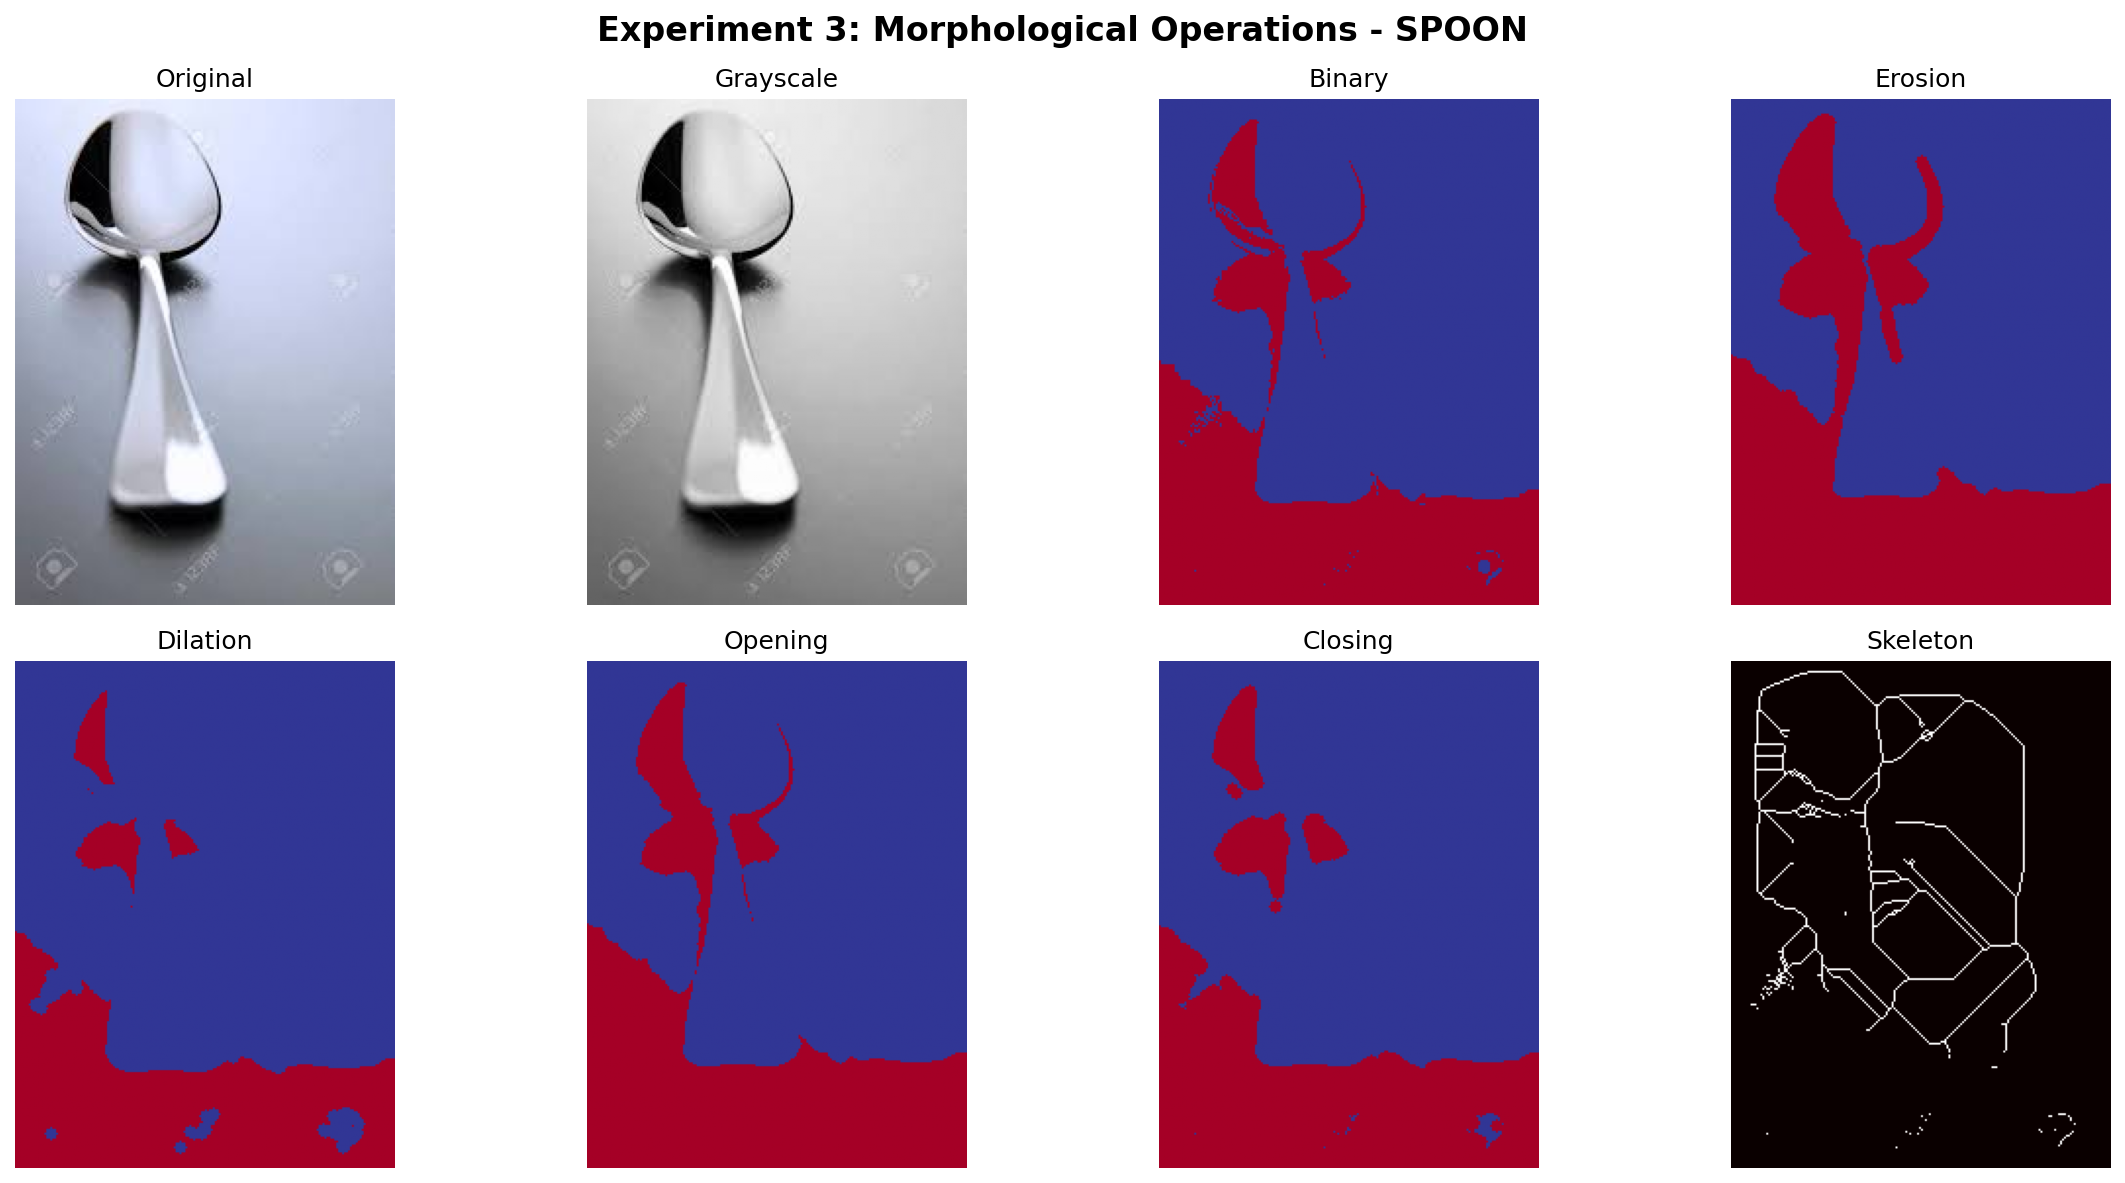 Experiment 3: Morphological Operations - SPOON
Original
Grayscale
Binary
Erosion
Dilation
Opening
Closing
Skeleton